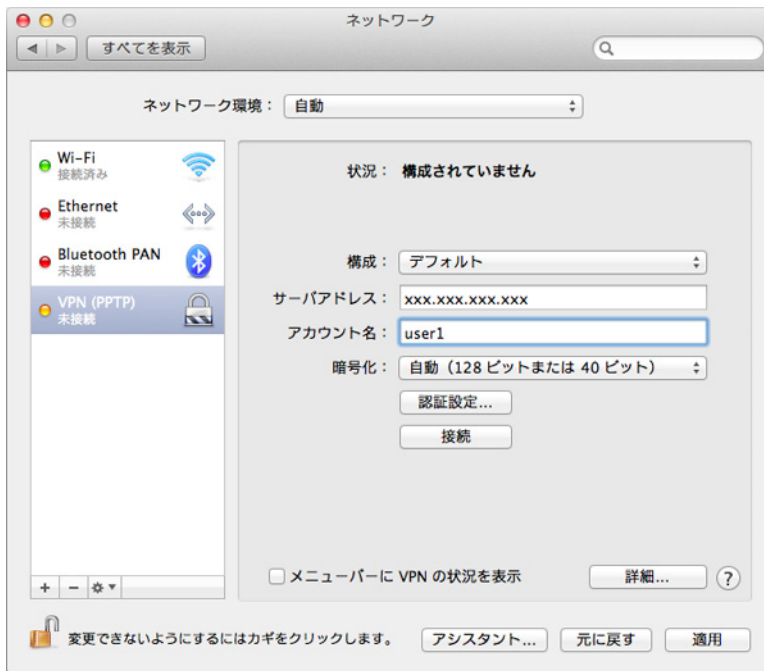 ネットワーク
すべてを表示
ネットワーク環境： 自動
Wi-Fi
接続済み
Ethernet
未接続
Bluetooth PAN
未接続
VPN (PPTP)
未接続
状況： 構成されていません
構成： デフォルト
サーバアドレス： xxx.xxx.xxx.xxx
アカウント名： user1
暗号化： 自動（128 ビットまたは 40 ビット）
認証設定...
接続
メニューバーに VPN の状況を表示
詳細... ?
+ −
変更できないようにするにはカギをクリックします。 アシスタント... 元に戻す 適用